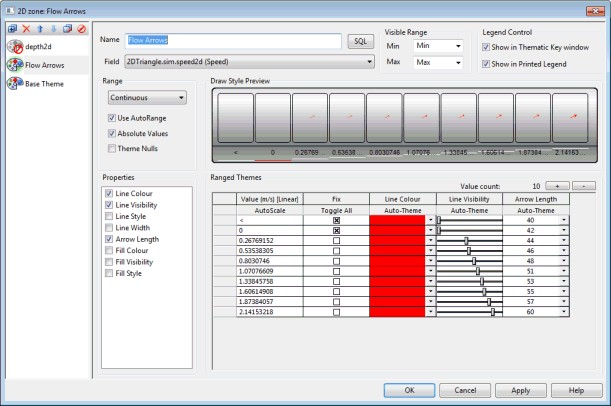 2D zone: Flow Arrows
depth2d
Flow Arrows
Base Theme
Name Flow Arrows SQL
Field 2DTriangle.sim.speed2d (Speed)
Visible Range
Min Min
Max Max
Legend Control
Show in Thematic Key window
Show in Printed Legend
Range
Continuous
Use AutoRange
Absolute Values
Theme Nulls
Draw Style Preview
< 0 0.26769... 0.53538... 0.8030746 1.07076... 1.33845... 1.60614... 1.87384... 2.14153...
Properties
Line Colour
Line Visibility
Line Style
Line Width
Arrow Length
Fill Colour
Fill Visibility
Fill Style
Ranged Themes
Value count: 10 + -
Value (m/s) [Linear] Fix Line Colour Line Visibility Arrow Length
AutoScale Toggle All Auto-Theme Auto-Theme Auto-Theme
< 40
0 42
0.26769152 44
0.53538305 46
0.8030746 48
1.07076609 51
1.33845758 53
1.60614908 55
1.87384057 57
2.14153218 60
OK Cancel Apply Help